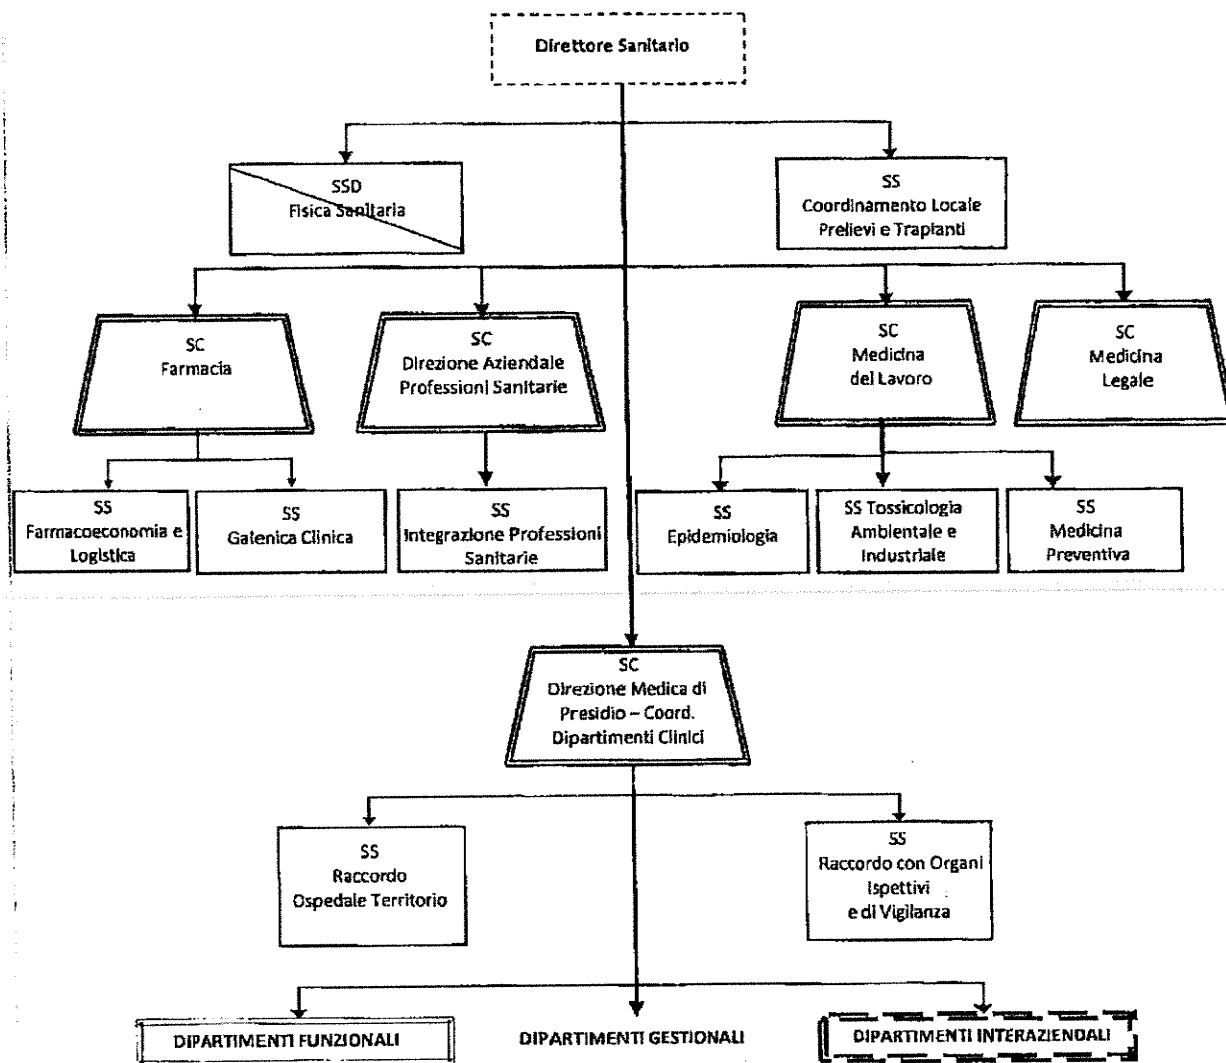 Direttore Sanitario
SSD
Fisica Sanitaria
SS
Coordinamento Locale
Prelievi e Trapianti
SC
Farmacia
SC
Direzione Aziendale
Professioni Sanitarie
SC
Medicina
del Lavoro
SC
Medicina
Legale
SS
Farmacoeconomia e
Logistica
SS
Galenica Clinica
SS
Integrazione Professioni
Sanitarie
SS
Epidemiologia
SS Tossicologia
Ambientale e
Industriale
SS
Medicina
Preventiva
SC
Direzione Medica di
Presidio – Coord.
Dipartimenti Clinici
SS
Raccordo
Ospedale Territorio
SS
Raccordo con Organi
Ispettivi
e di Vigilanza
DIPARTIMENTI FUNZIONALI
DIPARTIMENTI GESTIONALI
DIPARTIMENTI INTERAZIENDALI